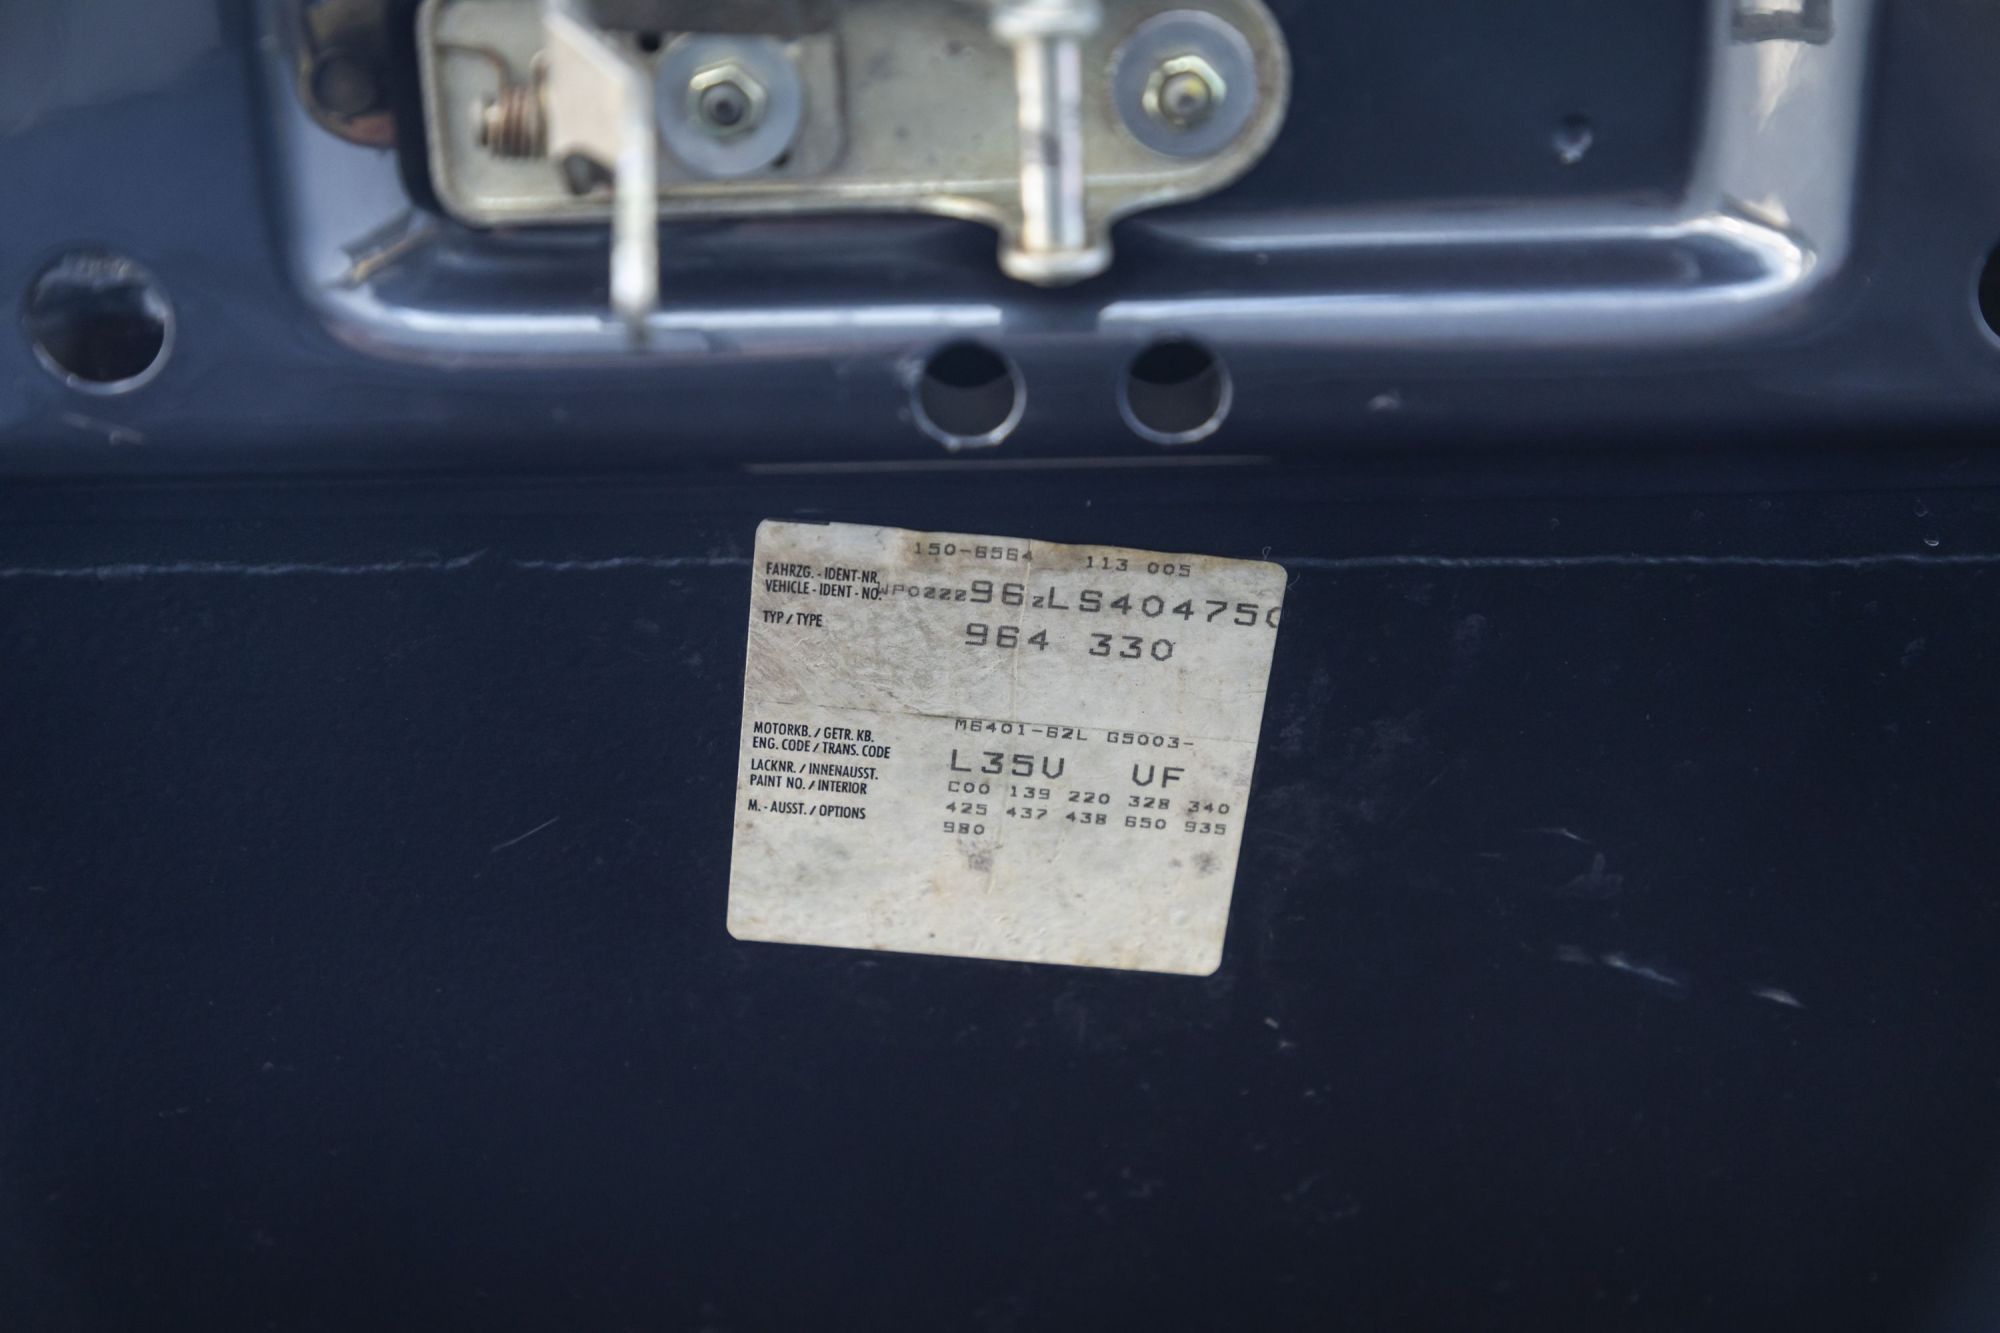 150-6564 113 005
FAHRZG. - IDENT-NR.
VEHICLE - IDENT - NO. WP0ZZZ96ZLS404750
TYP / TYPE 964 330
MOTORKB. / GETR. KB. M6401-62L G5003-
ENG. CODE / TRANS. CODE
LACKNR. / INNENAUSST. L35V VF
PAINT NO. / INTERIOR C00 139 220 328 340
M. - AUSST. / OPTIONS 425 437 438 650 935
980